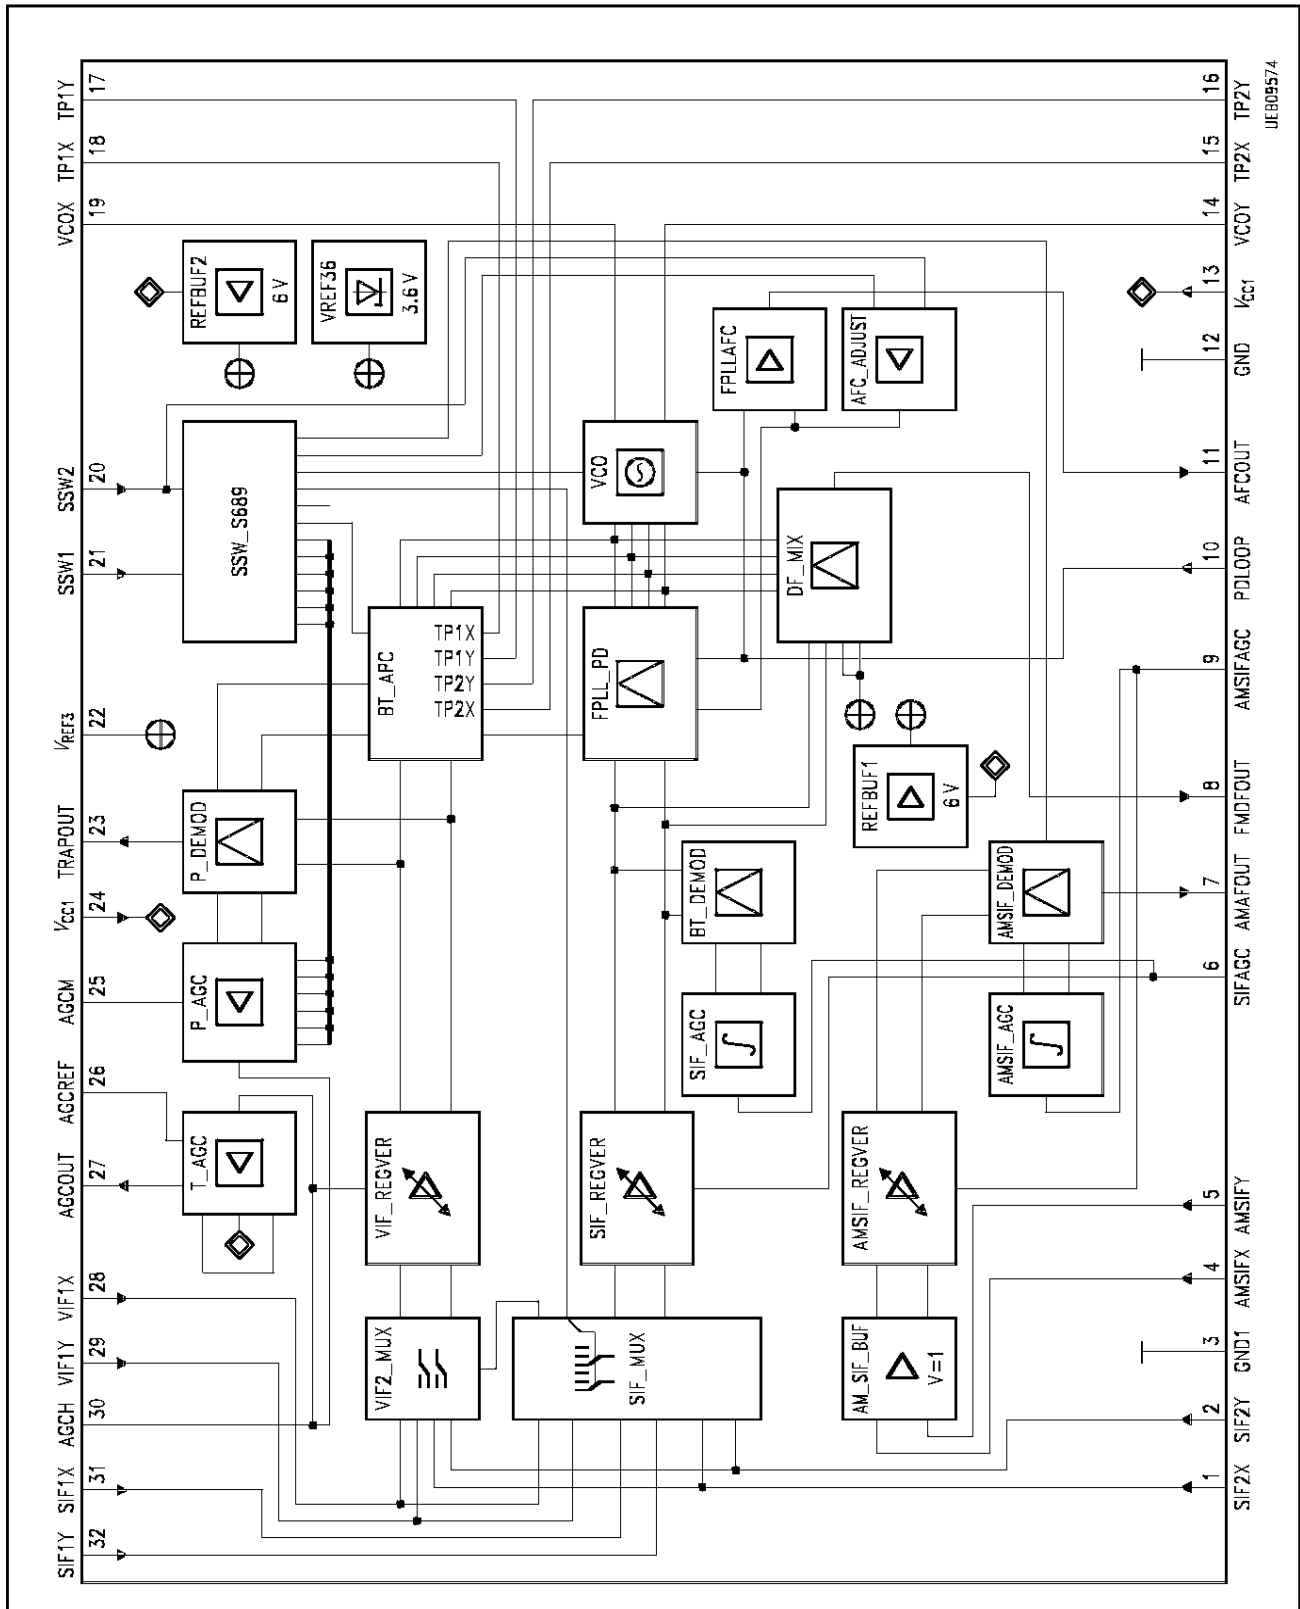 TP1Y 17
TP1X 18
VCOX 19
SSW2 20
SSW1 21
VREF3 22
TRAPOUT 23
VCC1 24
AGCM 25
AGCREF 26
AGCOUT 27
VIF1X 28
VIF1Y 29
AGCH 30
SIF1X 31
SIF1Y 32
REFBUF2
6 V
VREF36
3.6 V
SSW_S689
P_DEMOD
P_AGC
T_AGC
BT_APC
TP1X
TP1Y
TP2Y
TP2X
VIF_REGVER
VIF2_MUX
VCO
FPLL_PD
SIF_REGVER
SIF_MUX
FPLLAFC
AFC_ADJUST
DF_MIX
REFBUF1
6 V
BT_DEMOD
SIF_AGC
AMSIF_DEMOD
AMSIF_AGC
AMSIF_REGVER
AM_SIF_BUF
V=1
16 TP2Y
15 TP2X
14 VCOY
13 VCC1
12 GND
11 AFCOUT
10 PDLOOP
9 AMSIFAGC
8 FMDFOUT
7 AMAFOUT
6 SIFAGC
5 AMSIFY
4 AMSIFX
3 GND1
2 SIF2Y
1 SIF2X
UEB09574